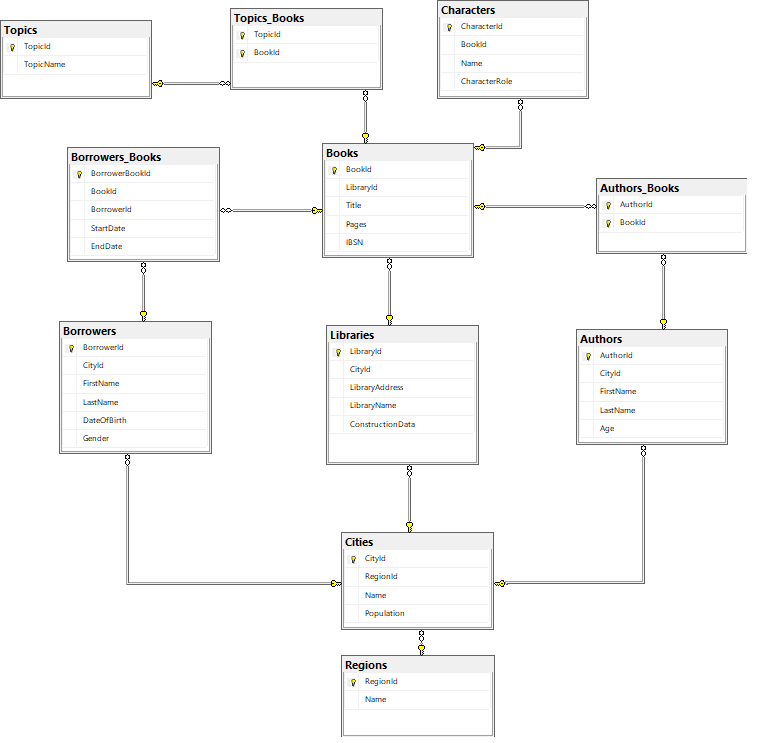 Topics
TopicId
TopicName
Topics_Books
TopicId
BookId
Characters
CharacterId
BookId
Name
CharacterRole
Borrowers_Books
BorrowerBookId
BookId
BorrowerId
StartDate
EndDate
Books
BookId
LibraryId
Title
Pages
IBSN
Authors_Books
AuthorId
BookId
Borrowers
BorrowerId
CityId
FirstName
LastName
DateOfBirth
Gender
Libraries
LibraryId
CityId
LibraryAddress
LibraryName
ConstructionData
Authors
AuthorId
CityId
FirstName
LastName
Age
Cities
CityId
RegionId
Name
Population
Regions
RegionId
Name